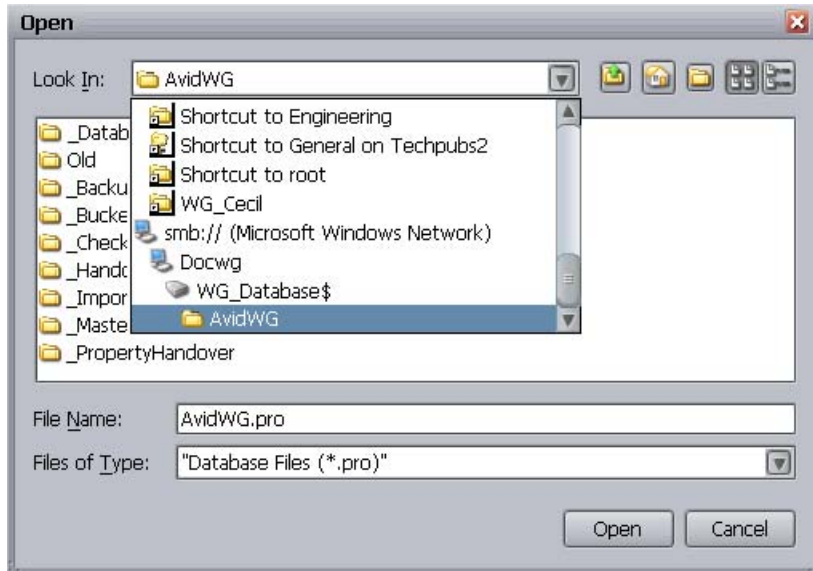 Open
Look In: AvidWG
Shortcut to Engineering
Shortcut to General on Techpubs2
Shortcut to root
WG_Cecil
smb:// (Microsoft Windows Network)
Docwg
WG_Database$
AvidWG
_Datab
Old
_Backu
_Bucke
_Check
_Hando
_Impor
_Maste
_PropertyHandover
File Name: AvidWG.pro
Files of Type: "Database Files (*.pro)"
Open Cancel